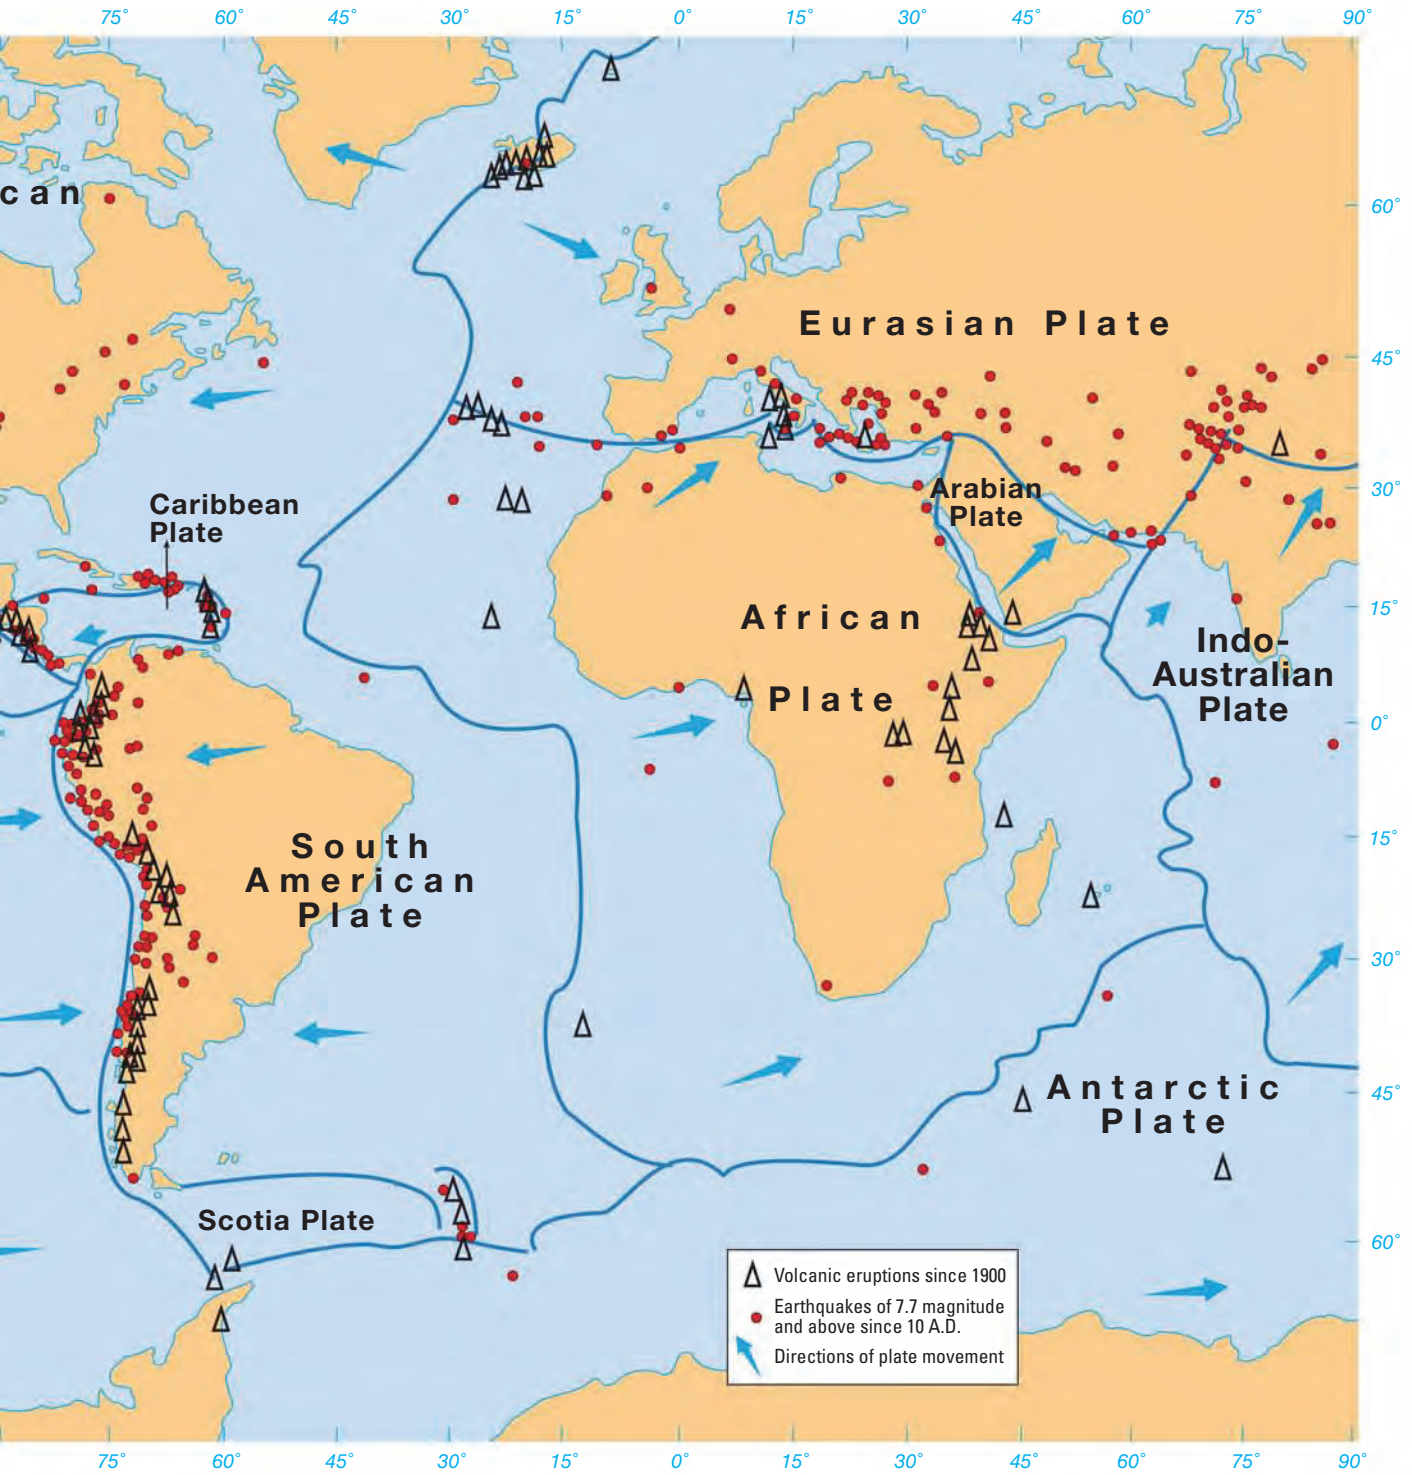 75° 60° 45° 30° 15° 0° 15° 30° 45° 60° 75° 90°
can
60°
Eurasian Plate
45°
Caribbean
Plate
30°
Arabian
Plate
15°
African
Plate
Indo-
Australian
Plate
0°
South
American
Plate
15°
30°
Antarctic
Plate
45°
Scotia Plate
60°
Volcanic eruptions since 1900
Earthquakes of 7.7 magnitude
and above since 10 A.D.
Directions of plate movement
75° 60° 45° 30° 15° 0° 15° 30° 45° 60° 75° 90°